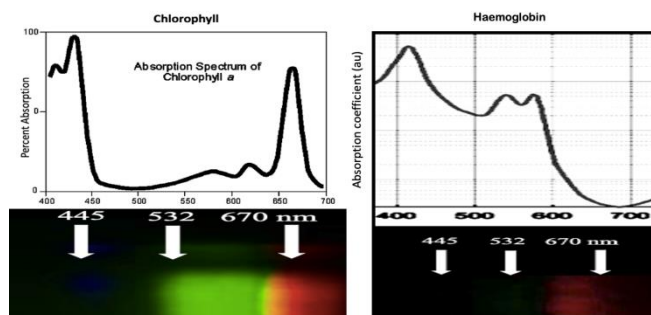 Chlorophyll
100
0
10
Percent Absorption
Absorption Spectrum of
Chlorophyll a
400 450 500 550 600 650 700
445 532 670 nm
Haemoglobin
Absorption coefficient (au)
400 500 600 700
445 532 670 nm